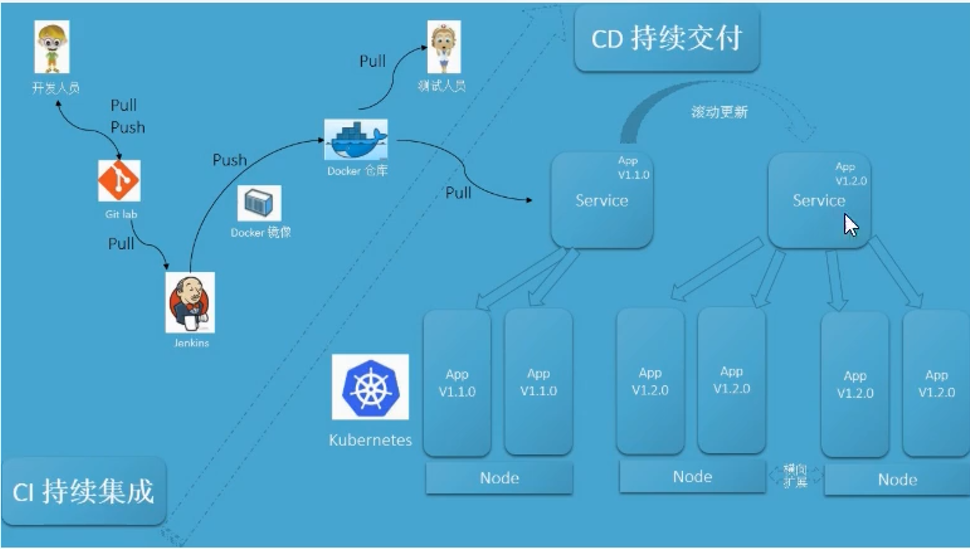 CD 持续交付
开发人员
Pull
Push
Git lab
Pull
Jenkins
Push
Docker 镜像
Docker 仓库
Pull
测试人员
Pull
滚动更新
App
V1.1.0
Service
App
V1.2.0
Service
Kubernetes
App
V1.1.0
App
V1.1.0
Node
App
V1.2.0
App
V1.2.0
Node
横向
扩展
App
V1.2.0
App
V1.2.0
Node
CI 持续集成